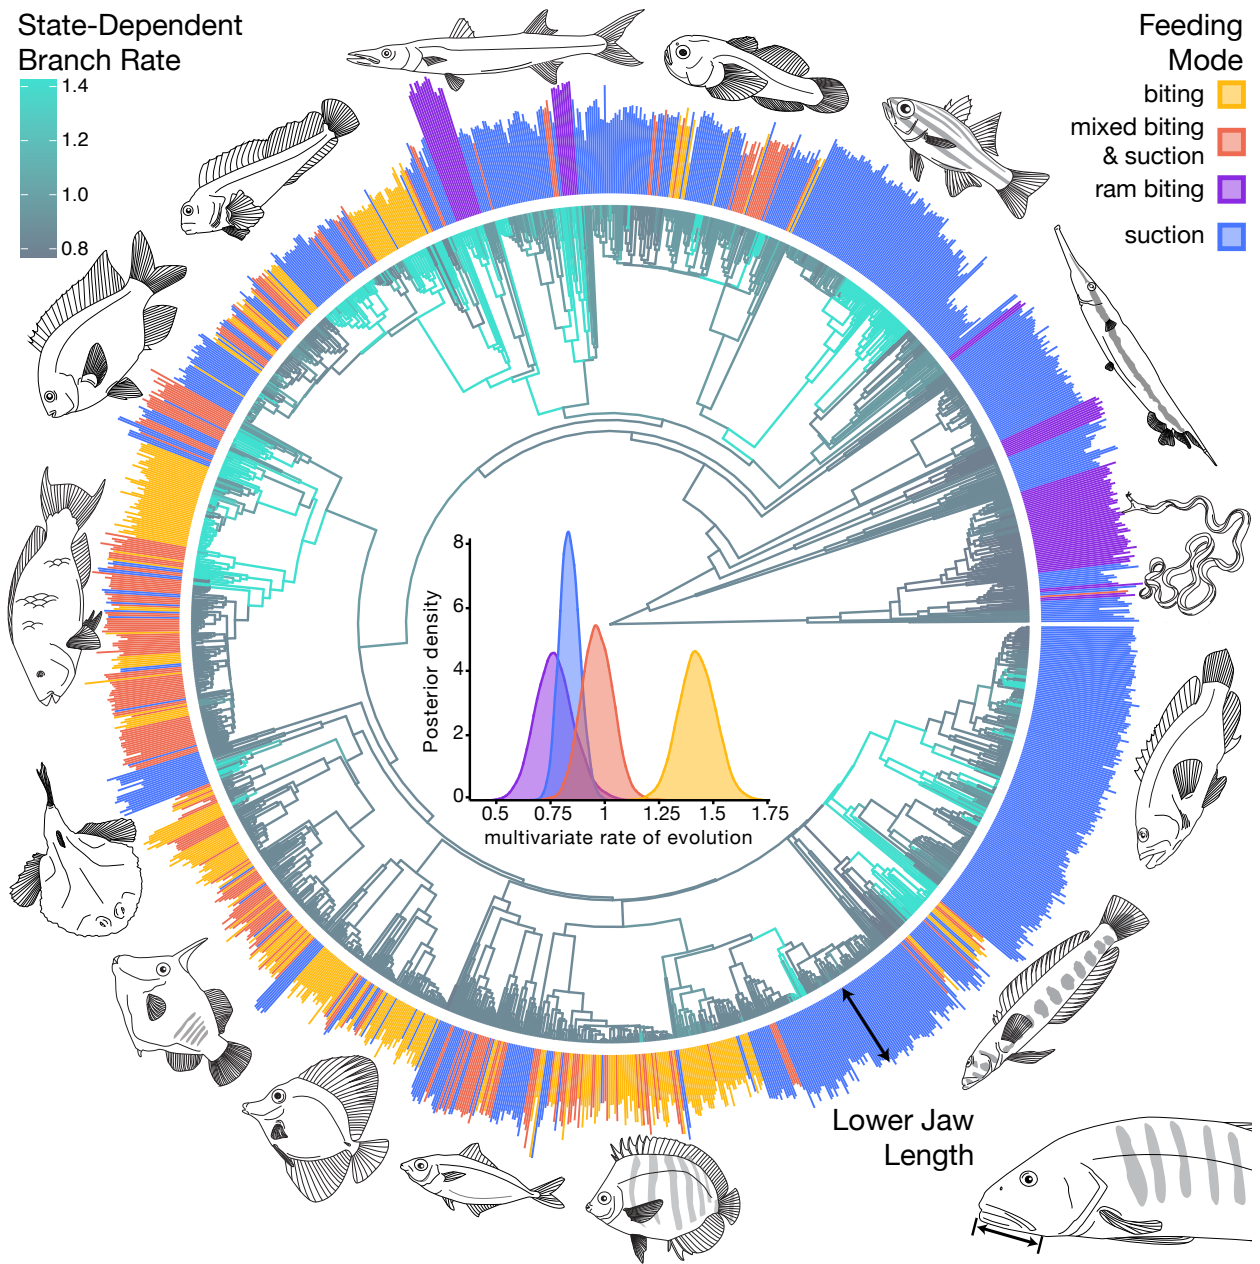 State-Dependent
Branch Rate
1.4
1.2
1.0
0.8
Feeding
Mode
biting
mixed biting
& suction
ram biting
suction
Posterior density
8
6
4
2
0
0.5
0.75
1
1.25
1.5
1.75
multivariate rate of evolution
Lower Jaw
Length